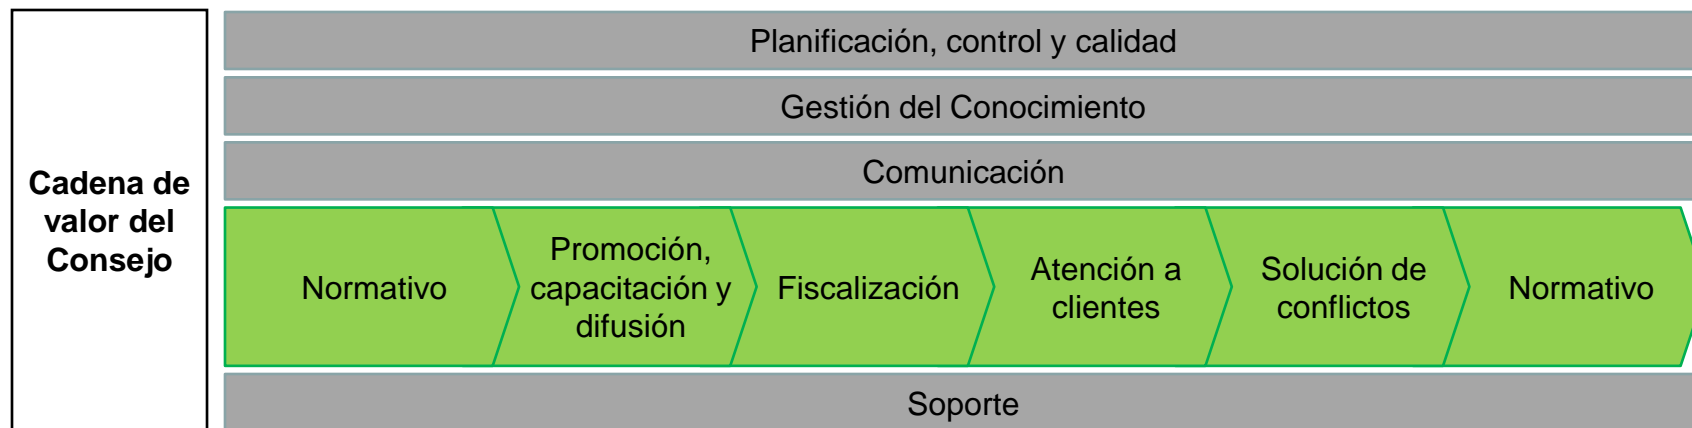 Cadena de
valor del
Consejo
Planificación, control y calidad
Gestión del Conocimiento
Comunicación
Normativo
Promoción,
capacitación y
difusión
Fiscalización
Atención a
clientes
Solución de
conflictos
Normativo
Soporte